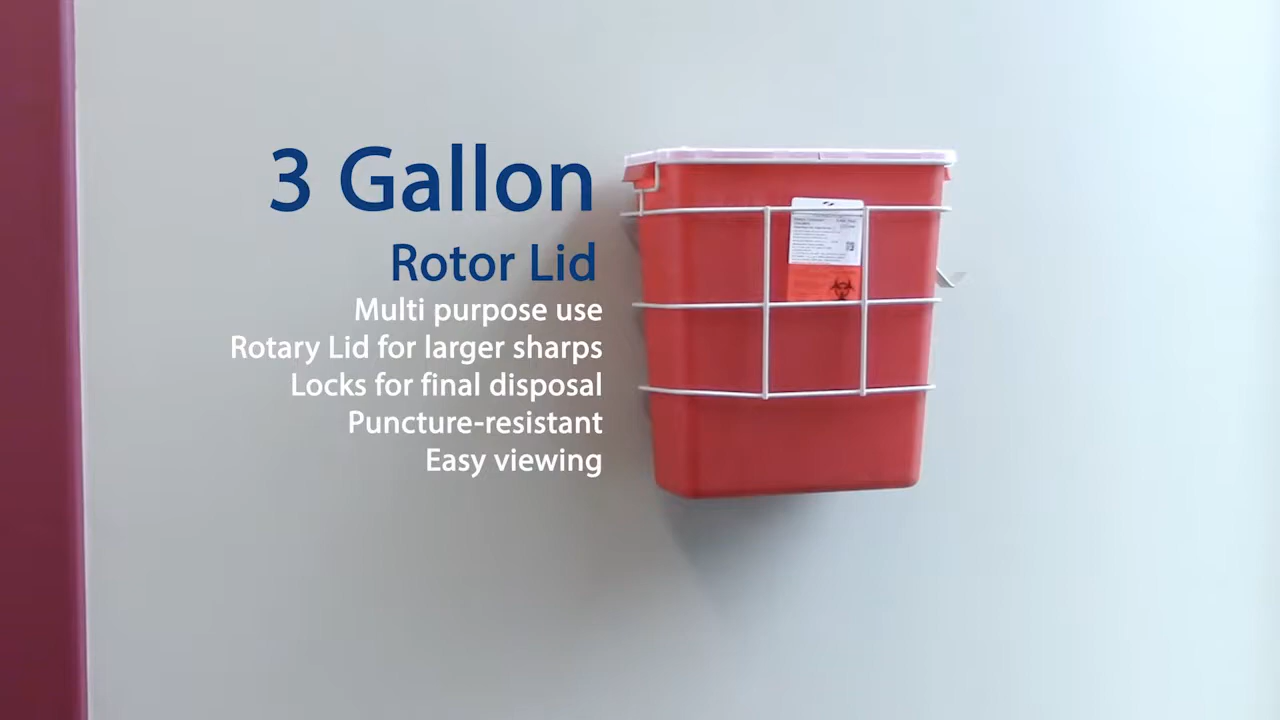 3 Gallon
Rotor Lid
Multi purpose use
Rotary Lid for larger sharps
Locks for final disposal
Puncture-resistant
Easy viewing